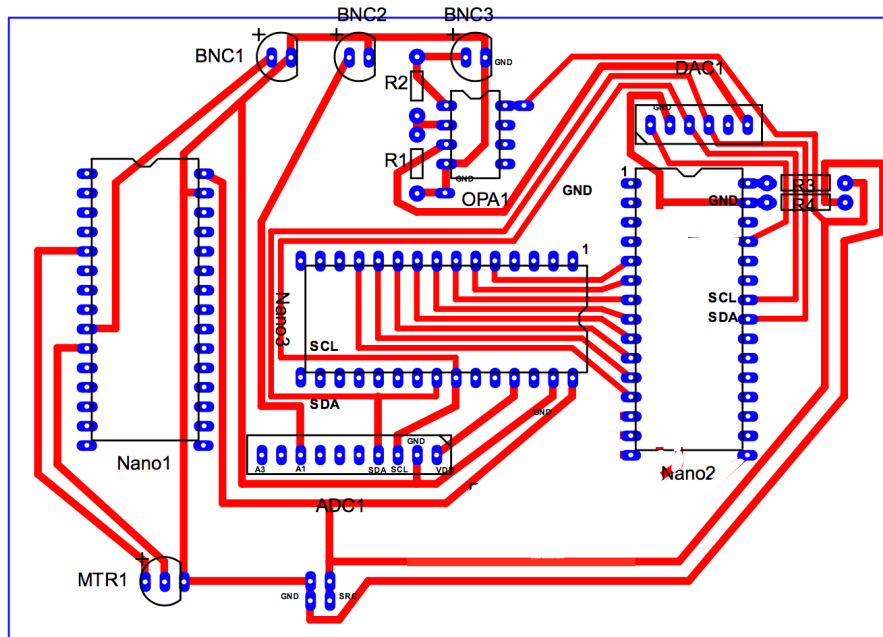 BNC1
+
BNC2
+
BNC3
+
GND
R2
R1
GND
OPA1
GND
DAC1
GND
1
GND
R3
R4
SCL
SDA
Nano2
1
Nano3
SCL
SDA
GND
GND
A3
A1
SDA
SCL
VDD
ADC1
Nano1
MTR1
+
GND
SRC